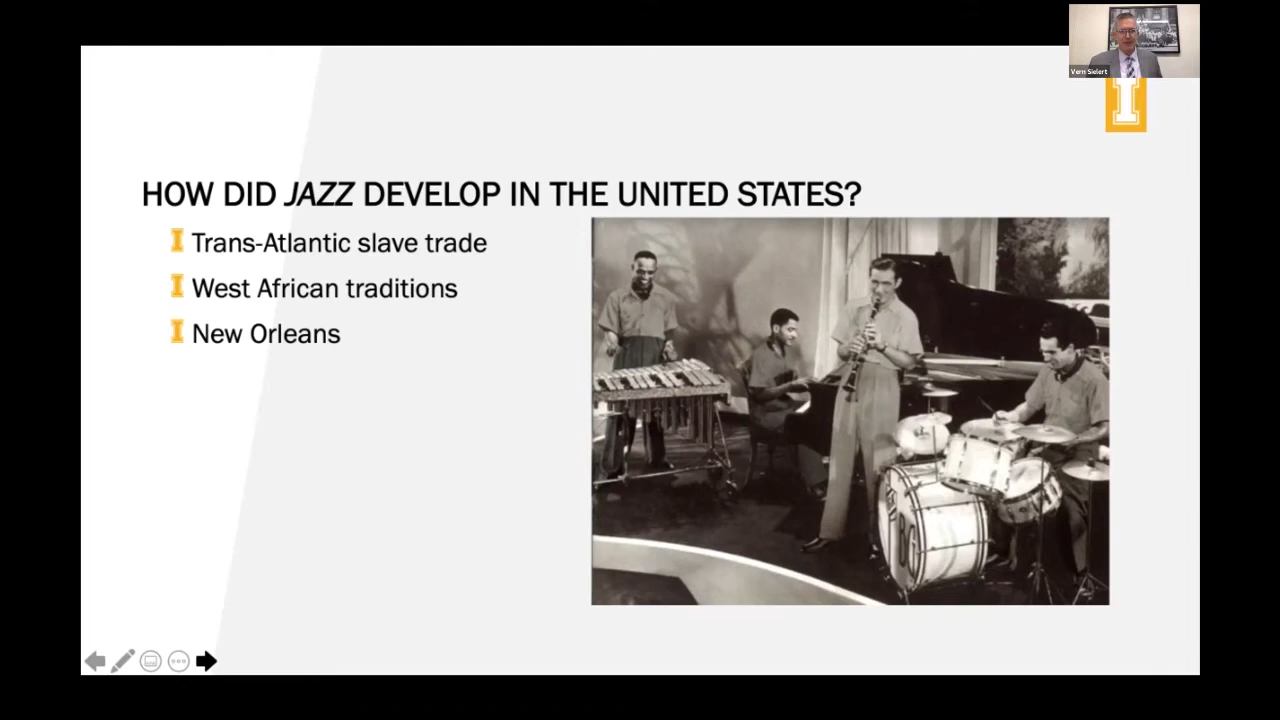 Vern Sielert
I
HOW DID JAZZ DEVELOP IN THE UNITED STATES?
I Trans-Atlantic slave trade
I West African traditions
I New Orleans
BG